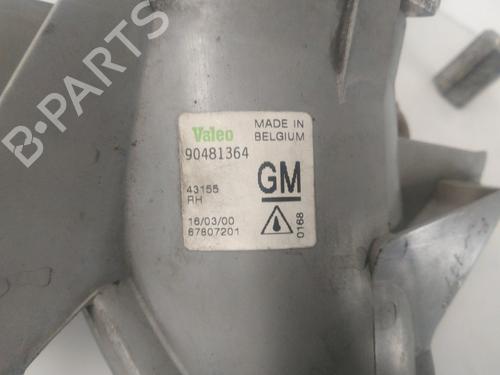 B-PARTS
Valeo
MADE IN
BELGIUM
90481364
43155
RH
GM
16/03/00
67807201
0168